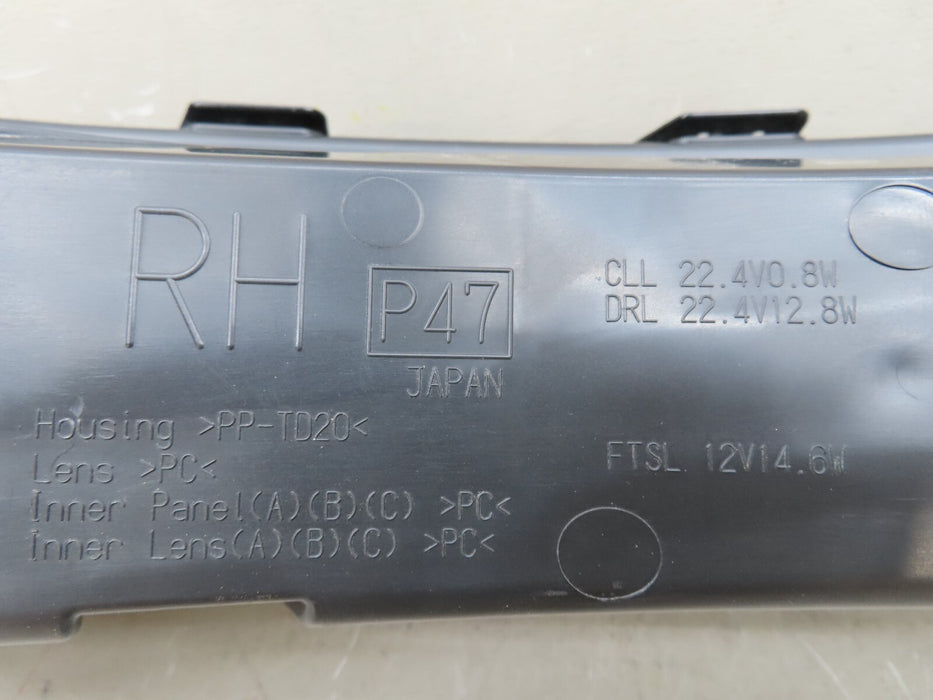 RH
P47
JAPAN
CLL 22.4V0.8W
DRL 22.4V12.8W
Housing >PP-TD20<
Lens >PC<
Inner Panel(A)(B)(C) >PC<
Inner Lens(A)(B)(C) >PC<
FTSL 12V14.6W